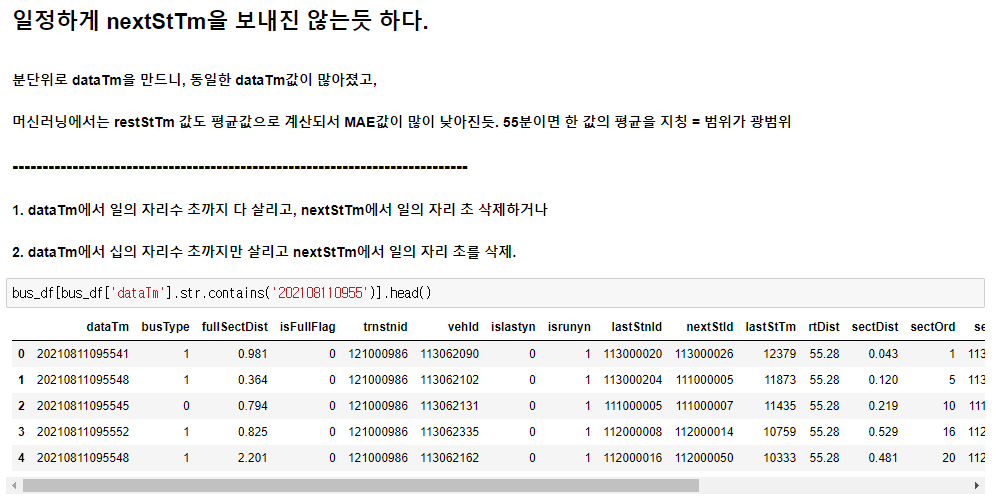 일정하게 nextStTm을 보내진 않는듯 하다.
분단위로 dataTm을 만드니, 동일한 dataTm값이 많아졌고,
머신러닝에서는 restStTm 값도 평균값으로 계산되서 MAE값이 많이 낮아진듯. 55분이면 한 값의 평균을 지칭 = 범위가 광범위
------------------------------------------------------------------------------
1. dataTm에서 일의 자리수 초까지 다 살리고, nextStTm에서 일의 자리 초 삭제하거나
2. dataTm에서 십의 자리수 초까지만 살리고 nextStTm에서 일의 자리 초를 삭제.
bus_df[bus_df['dataTm'].str.contains('202108110955')].head()
dataTm busType fullSectDist isFullFlag trnstnid vehId islastyn isrunyn lastStnId nextStId lastStTm rtDist sectDist sectOrd se
0 20210811095541 1 0.981 0 121000986 113062090 0 1 113000020 113000026 12379 55.28 0.043 1 113
1 20210811095548 1 0.364 0 121000986 113062102 0 1 113000204 111000005 11873 55.28 0.120 5 113
2 20210811095545 0 0.794 0 121000986 113062131 0 1 111000005 111000007 11435 55.28 0.219 10 111
3 20210811095552 1 0.825 0 121000986 113062335 0 1 112000008 112000014 10759 55.28 0.529 16 112
4 20210811095548 1 2.201 0 121000986 113062162 0 1 112000016 112000050 10333 55.28 0.481 20 112